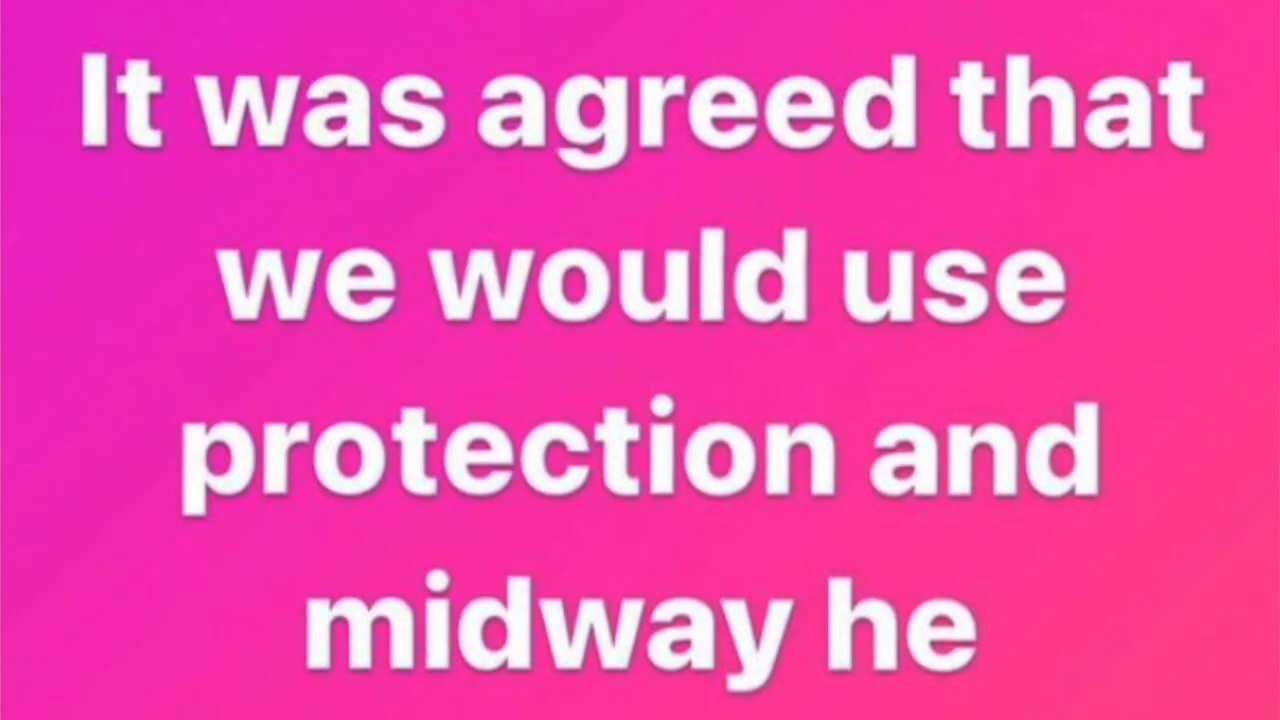 It was agreed that
we would use
protection and
midway he